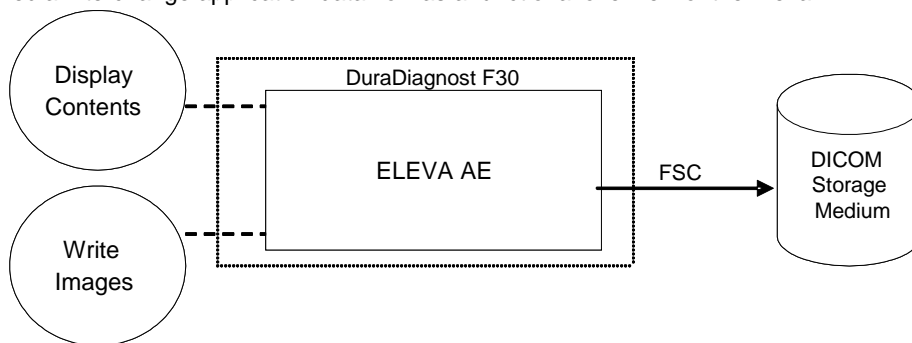 Display
Contents
DuraDiagnost F30
ELEVA AE
FSC
DICOM
Storage
Medium
Write
Images